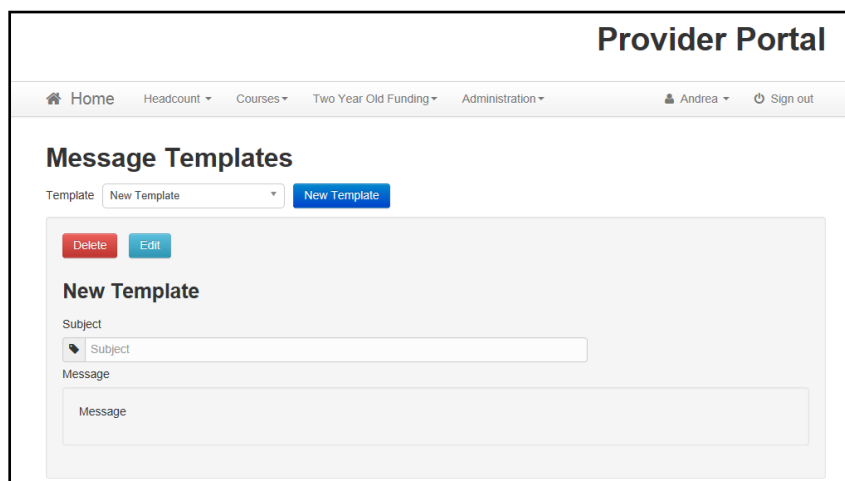 Provider Portal
Home Headcount Courses Two Year Old Funding Administration Andrea Sign out
Message Templates
Template New Template New Template
Delete Edit
New Template
Subject
Subject
Message
Message